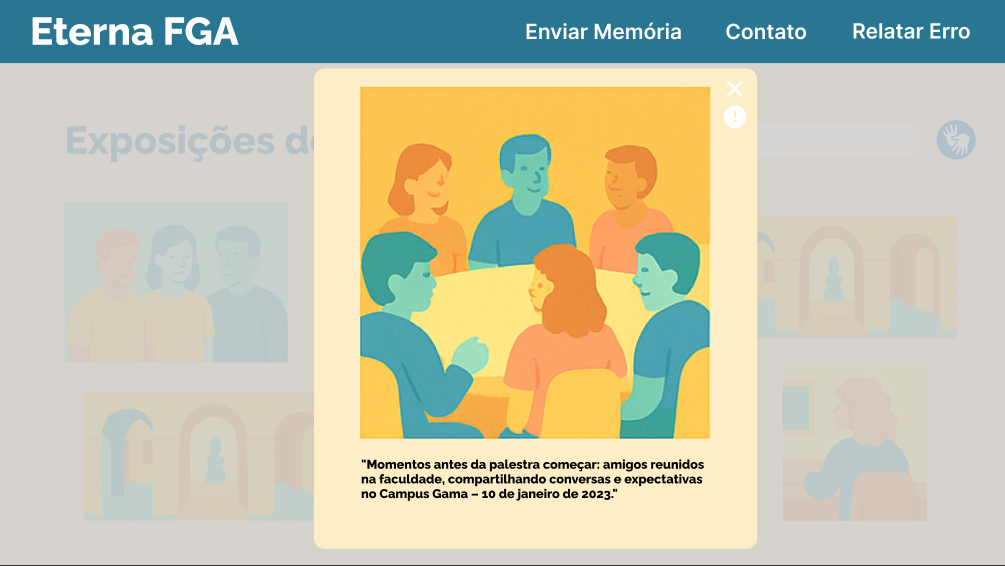 Eterna FGA
Enviar Memória
Contato
Relatar Erro
Exposições
"Momentos antes da palestra começar: amigos reunidos
na faculdade, compartilhando conversas e expectativas
no Campus Gama – 10 de janeiro de 2023."